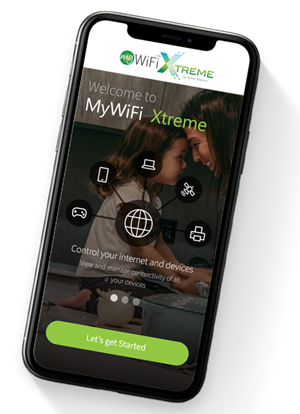 my WiFi XTREME
Welcome to
MyWiFi Xtreme
Control your internet and devices
View and manage connectivity of all
your devices
Let's get Started